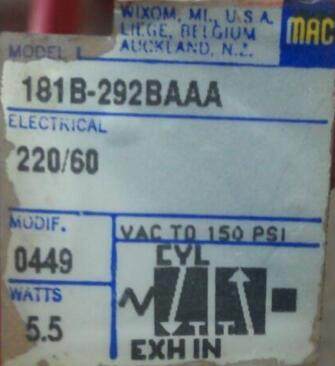 WIXOM, MI., U.S.A.
LIEGE, BELGIUM
AUCKLAND, N.Z.
MAC
MODEL
181B-292BAAA
ELECTRICAL
220/60
MODIF.
0449
VAC TO 150 PSI
CYL
WATTS
5.5
EXH IN